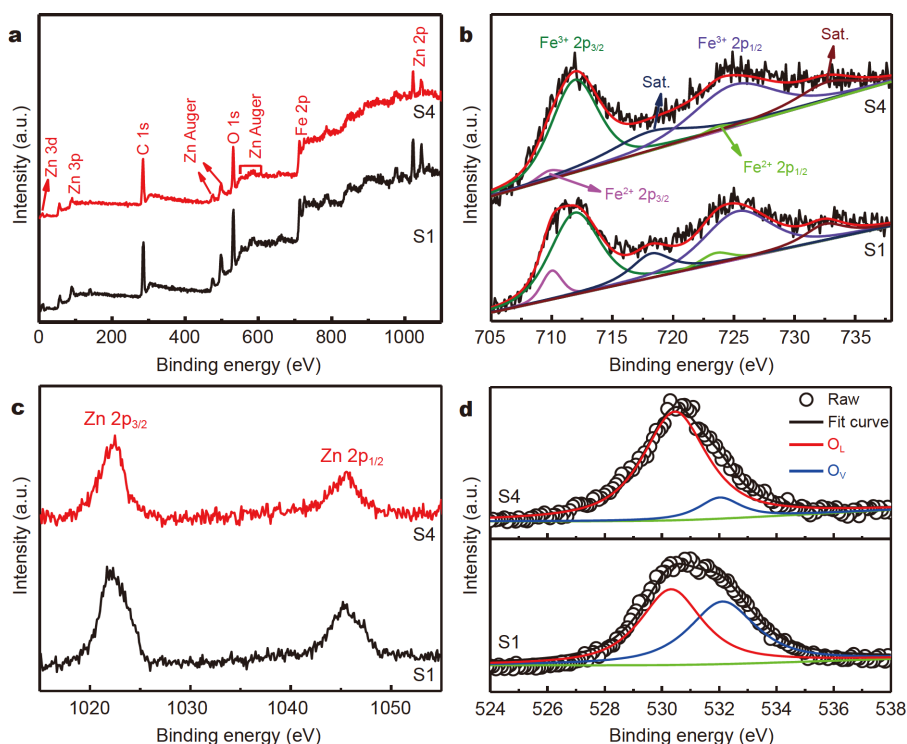 a
Zn 3d
Zn 3p
C 1s
Zn Auger
O 1s
Zn Auger
Fe 2p
Zn 2p
S4
S1
Intensity (a.u.)
0 200 400 600 800 1000
Binding energy (eV)
b
Fe³⁺ 2p₃/₂
Fe³⁺ 2p₁/₂
Sat.
Sat.
S4
Fe²⁺ 2p₁/₂
Fe²⁺ 2p₃/₂
S1
Intensity (a.u.)
705 710 715 720 725 730 735
Binding energy (eV)
c
Zn 2p₃/₂
Zn 2p₁/₂
S4
S1
Intensity (a.u.)
1020 1030 1040 1050
Binding energy (eV)
d
Raw
Fit curve
O_L
O_V
S4
S1
Intensity (a.u.)
524 526 528 530 532 534 536 538
Binding energy (eV)